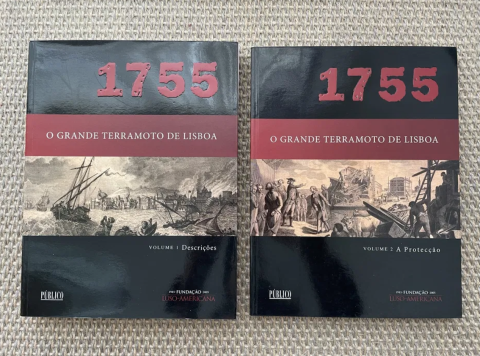 1755
O GRANDE TERRAMOTO DE LISBOA
VOLUME 1 Descrições
PÚBLICO
FUNDAÇÃO
LUSO-AMERICANA
1755
O GRANDE TERRAMOTO DE LISBOA
VOLUME 2 A Protecção
PÚBLICO
FUNDAÇÃO
LUSO-AMERICANA